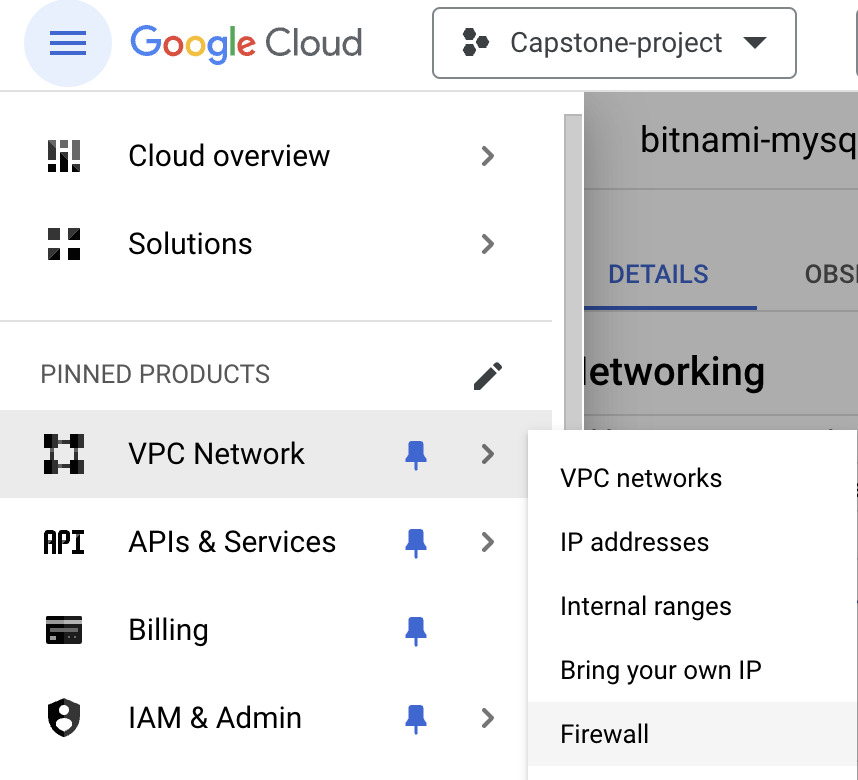 Google Cloud
Capstone-project
Cloud overview
Solutions
PINNED PRODUCTS
VPC Network
API
APIs & Services
Billing
IAM & Admin
bitnami-mysq
DETAILS
OBS
etworking
VPC networks
IP addresses
Internal ranges
Bring your own IP
Firewall